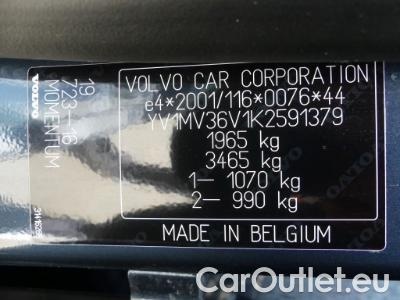 VOLVO CAR CORPORATION
e4*2001/116*0076*44
YV1MV36V1K2591379
1965 kg
3465 kg
1– 1070 kg
2– 990 kg
MADE IN BELGIUM
VOLVO
19
723–16
MOMENTUM
CarOutlet.eu